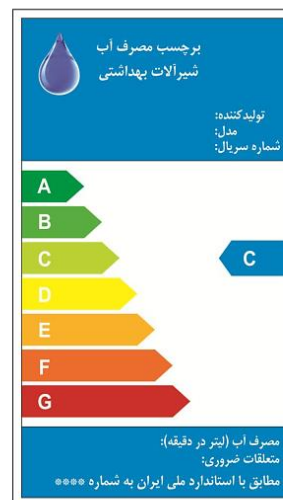 برچسب مصرف آب
شیرآلات بهداشتی
تولیدکننده:
مدل:
شماره سریال:
A
B
C
C
D
E
F
G
مصرف آب (لیتر در دقیقه):
متعلقات ضروری:
مطابق با استاندارد ملی ایران به شماره ****